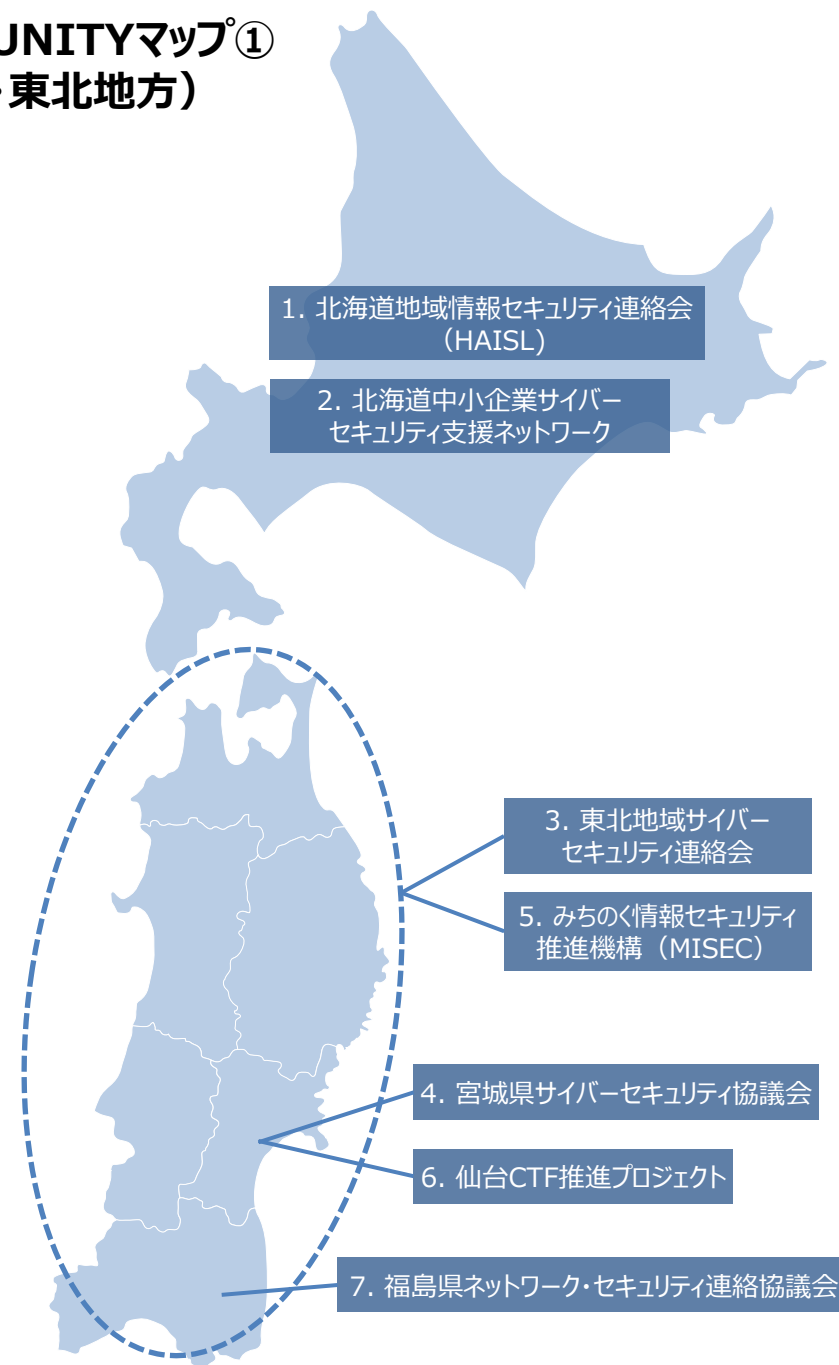 UNITYマップ①
・東北地方）
1. 北海道地域情報セキュリティ連絡会
（HAISL）
2. 北海道中小企業サイバー
セキュリティ支援ネットワーク
3. 東北地域サイバー
セキュリティ連絡会
5. みちのく情報セキュリティ
推進機構（MISEC）
4. 宮城県サイバーセキュリティ協議会
6. 仙台CTF推進プロジェクト
7. 福島県ネットワーク・セキュリティ連絡協議会